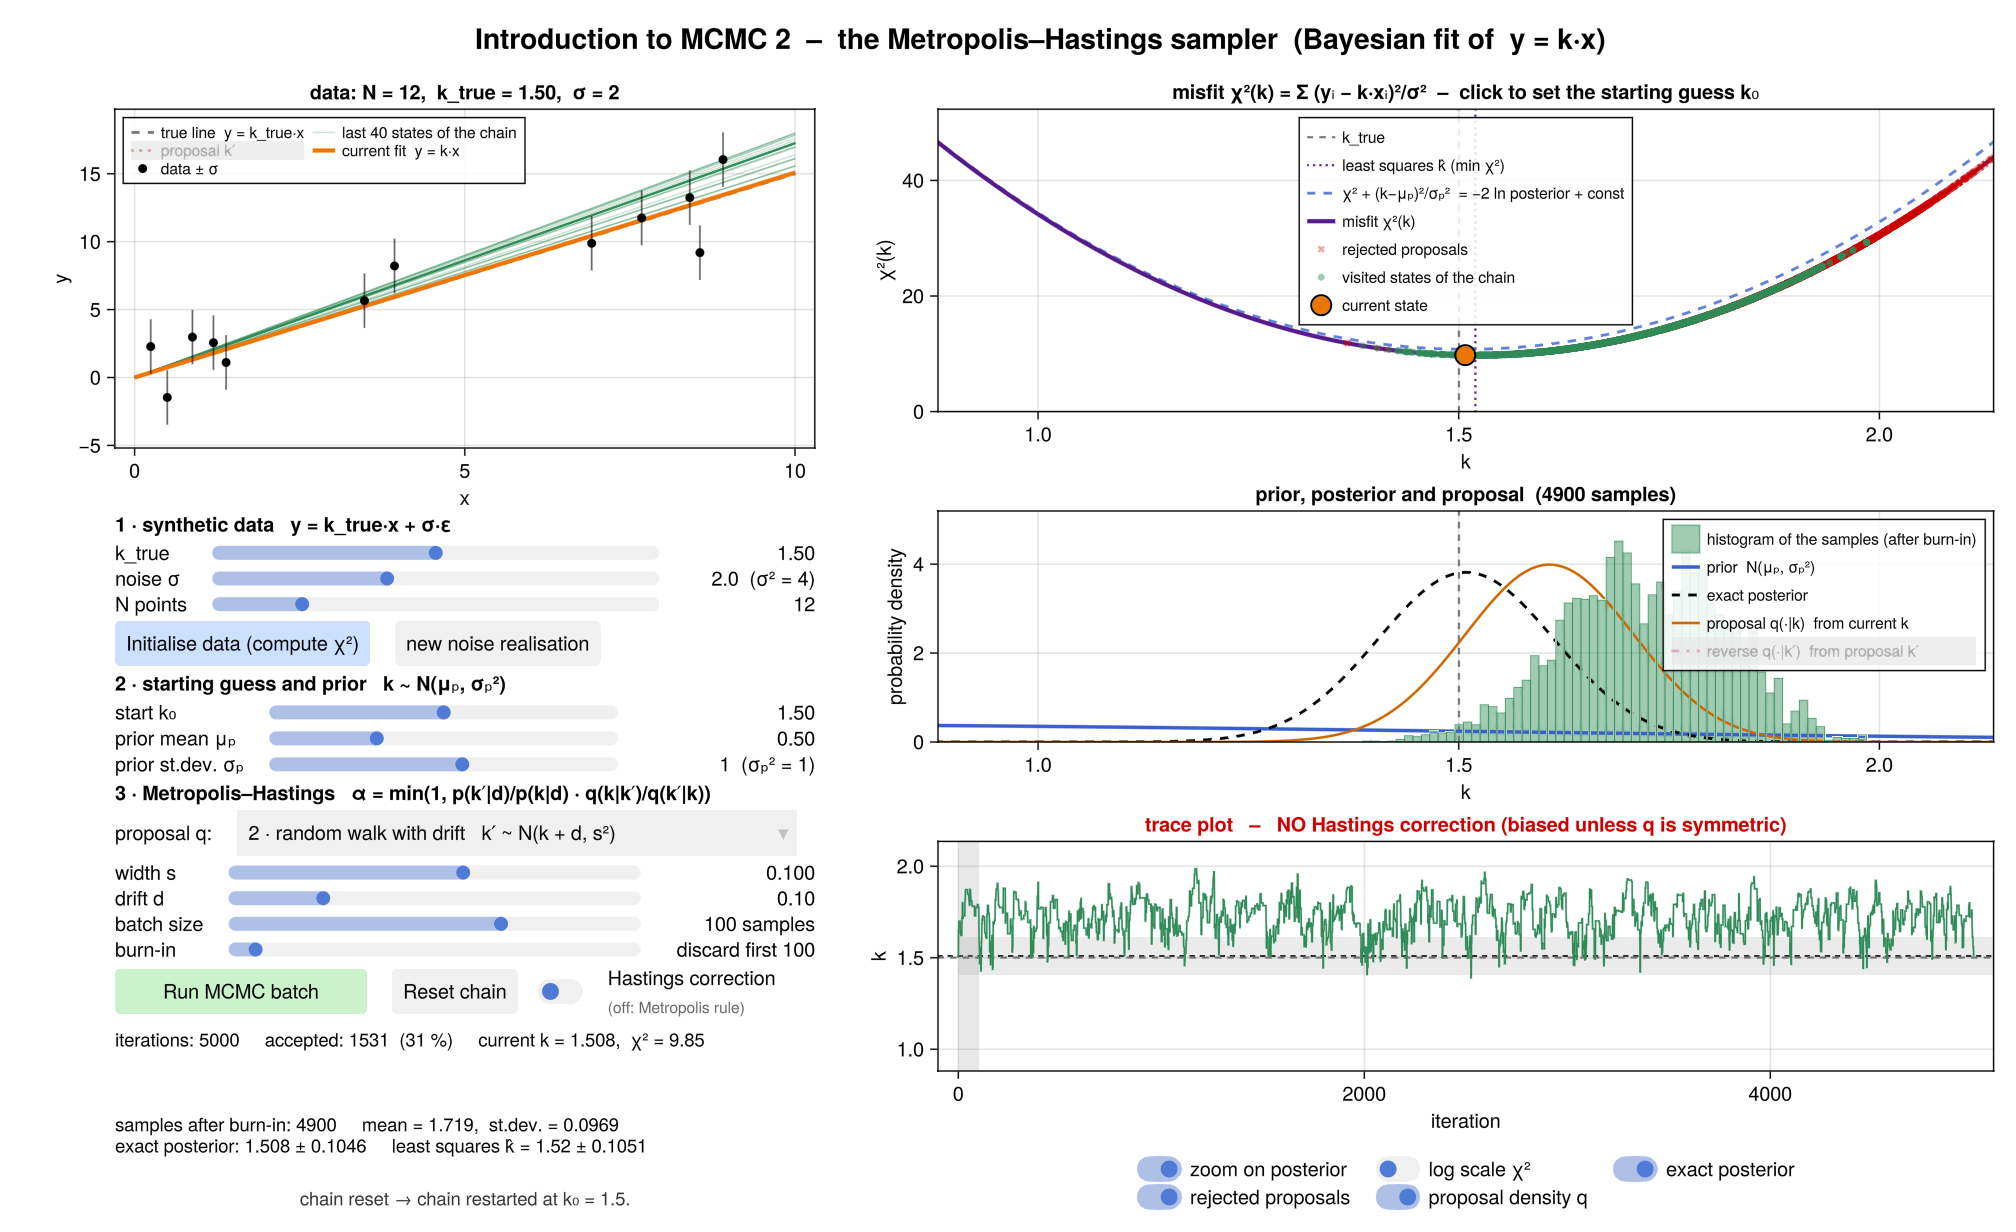 Introduction to MCMC 2 – the Metropolis–Hastings sampler (Bayesian fit of y = k·x)
data: N = 12, k_true = 1.50, σ = 2
true line y = k_true·x
last 40 states of the chain
proposal k′
current fit y = k·x
data ± σ
15
10
5
0
−5
y
0
5
10
x
1 · synthetic data y = k_true·x + σ·ε
k_true 1.50
noise σ 2.0 (σ² = 4)
N points 12
Initialise data (compute χ²)
new noise realisation
2 · starting guess and prior k ~ N(μₚ, σₚ²)
start k₀ 1.50
prior mean μₚ 0.50
prior st.dev. σₚ 1 (σₚ² = 1)
3 · Metropolis–Hastings α = min(1, p(k′|d)/p(k|d) · q(k|k′)/q(k′|k))
proposal q: 2 · random walk with drift k′ ~ N(k + d, s²) ▼
width s 0.100
drift d 0.10
batch size 100 samples
burn-in discard first 100
Run MCMC batch
Reset chain
Hastings correction
(off: Metropolis rule)
iterations: 5000 accepted: 1531 (31 %) current k = 1.508, χ² = 9.85
samples after burn-in: 4900 mean = 1.719, st.dev. = 0.0969
exact posterior: 1.508 ± 0.1046 least squares k̂ = 1.52 ± 0.1051
chain reset → chain restarted at k₀ = 1.5.
misfit χ²(k) = Σ (yᵢ – k·xᵢ)²/σ² – click to set the starting guess k₀
k_true
least squares k̂ (min χ²)
χ² + (k−μₚ)²/σₚ² = −2 ln posterior + const
misfit χ²(k)
rejected proposals
visited states of the chain
current state
40
20
0
χ²(k)
1.0
1.5
2.0
k
prior, posterior and proposal (4900 samples)
histogram of the samples (after burn-in)
prior N(μₚ, σₚ²)
exact posterior
proposal q(·|k) from current k
reverse q(·|k′) from proposal k′
4
2
0
probability density
1.0
1.5
2.0
k
trace plot – NO Hastings correction (biased unless q is symmetric)
2.0
1.5
1.0
k
0
2000
4000
iteration
zoom on posterior
log scale χ²
exact posterior
rejected proposals
proposal density q